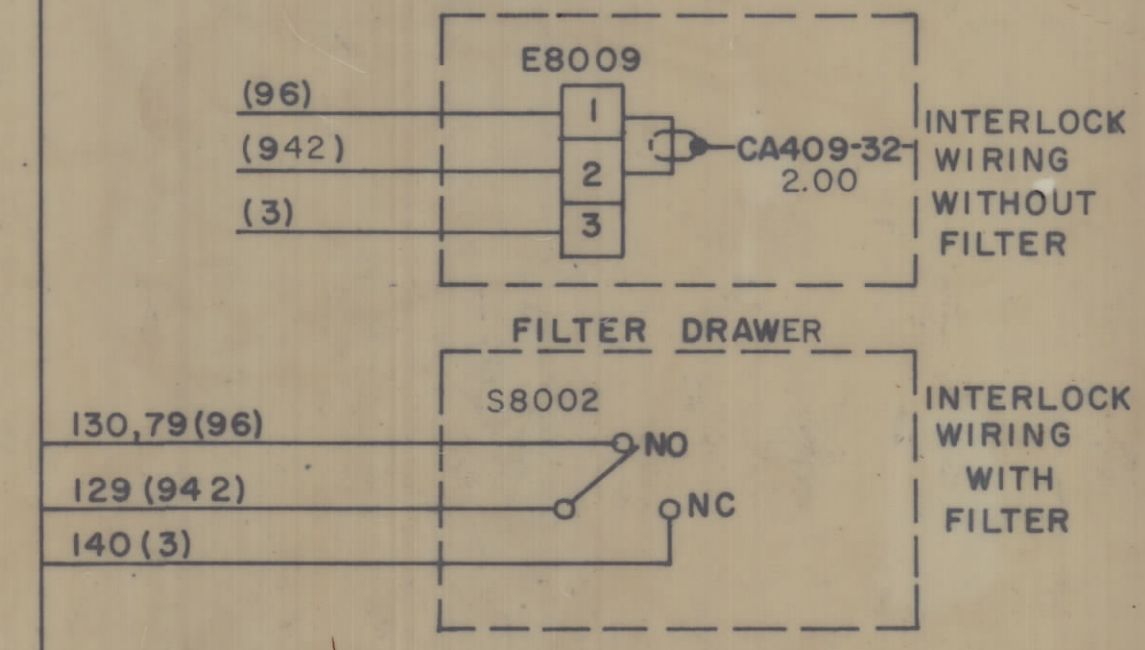 E8009
(96)
(942)
(3)
1
2
3
CA409-32
2.00
INTERLOCK
WIRING
WITHOUT
FILTER
FILTER DRAWER
S8002
130,79(96)
129 (942)
140(3)
NO
NC
INTERLOCK
WIRING
WITH
FILTER